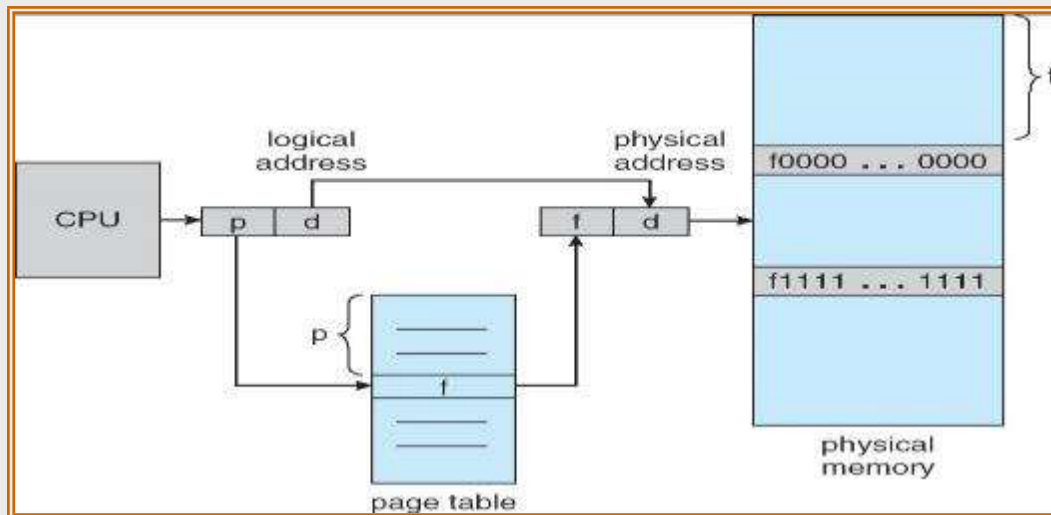 logical
address
physical
address
CPU
p
d
f
d
f0000 ... 0000
f1111 ... 1111
f
p
f
page table
physical
memory